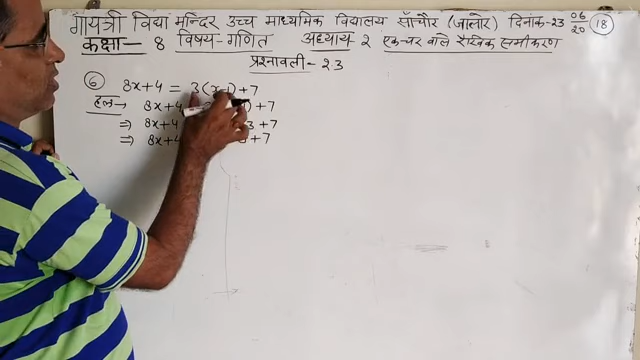 गायत्री विद्या मन्दिर उच्च माध्यमिक विद्यालय साँचौर (जालोर) दिनांक-23 06/20 18
कक्षा- 8 विषय-गणित अध्याय 2 एक-चर वाले रैखिक समीकरण
प्रश्नावली-2.3
6 8x+4 = 3(x-1)+7
हल→ 8x+4 +7
⇒ 8x+4 3 +7
⇒ 8x+4 +7